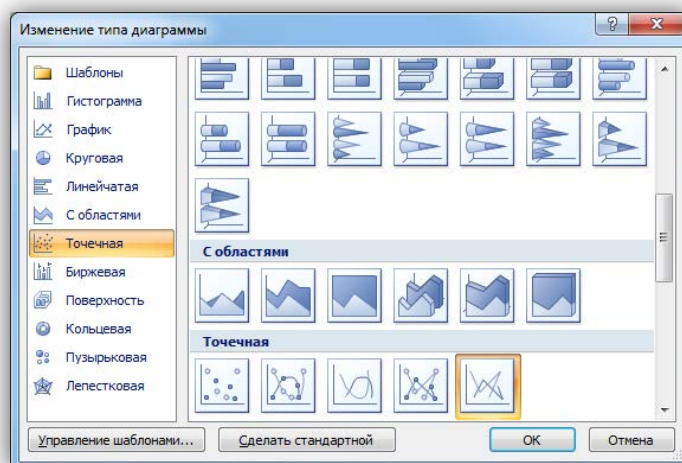 Изменение типа диаграммы
Шаблоны
Гистограмма
График
Круговая
Линейчатая
С областями
Точечная
Биржевая
Поверхность
Кольцевая
Пузырьковая
Лепестковая
С областями
Точечная
Управление шаблонами...
Сделать стандартной
ОК
Отмена